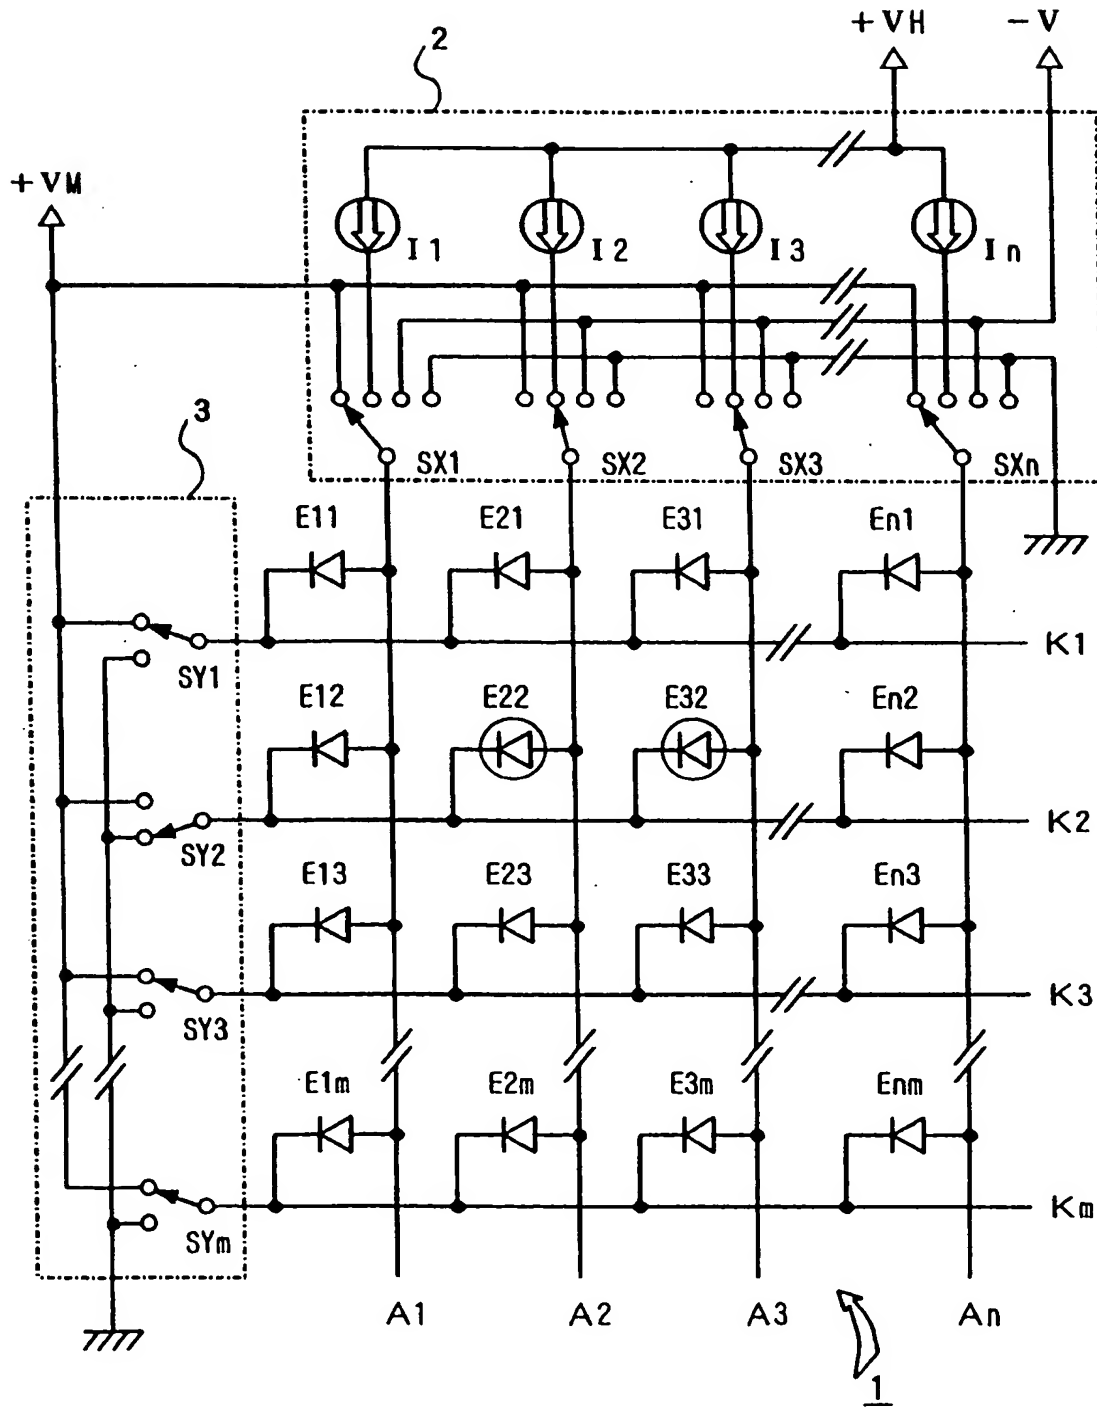 +VH -V
2
+VM
I1 I2 I3 In
3
SX1 SX2 SX3 SXn
E11 E21 E31 En1
SY1 K1
E12 E22 E32 En2
SY2 K2
E13 E23 E33 En3
SY3 K3
E1m E2m E3m Enm
SYm Km
A1 A2 A3 An
1